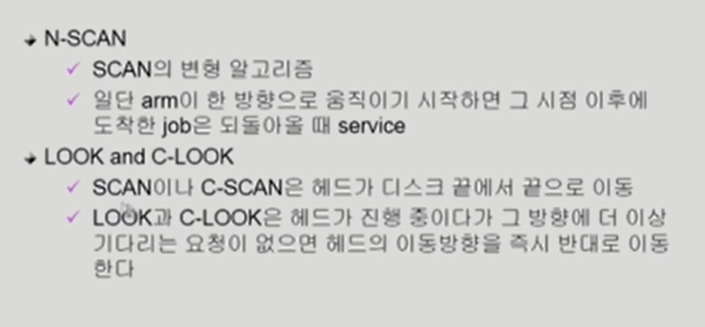 N-SCAN
SCAN의 변형 알고리즘
일단 arm이 한 방향으로 움직이기 시작하면 그 시점 이후에
도착한 job은 되돌아올 때 service
LOOK and C-LOOK
SCAN이나 C-SCAN은 헤드가 디스크 끝에서 끝으로 이동
LOOK과 C-LOOK은 헤드가 진행 중이다가 그 방향에 더 이상
기다리는 요청이 없으면 헤드의 이동방향을 즉시 반대로 이동
한다